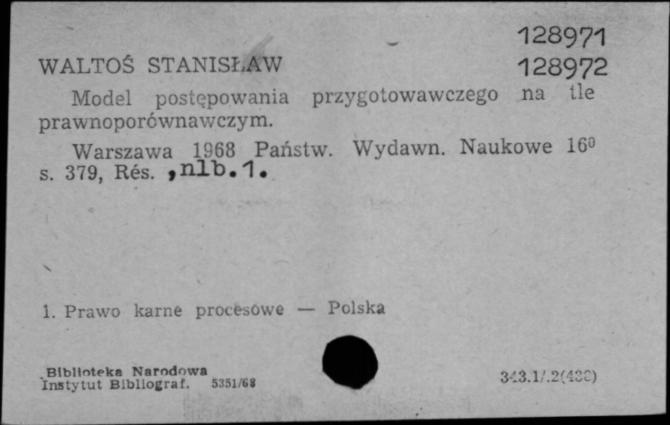 128971
WALTOŚ STANISŁAW 128972
Model postępowania przygotowawczego na tle
prawnoporównawczym.
Warszawa 1968 Państw. Wydawn. Naukowe 16⁰
s. 379, Rés. ,nlb.1.
1. Prawo karne procesowe — Polska
Biblioteka Narodowa
Instytut Bibliograf. 5351/68